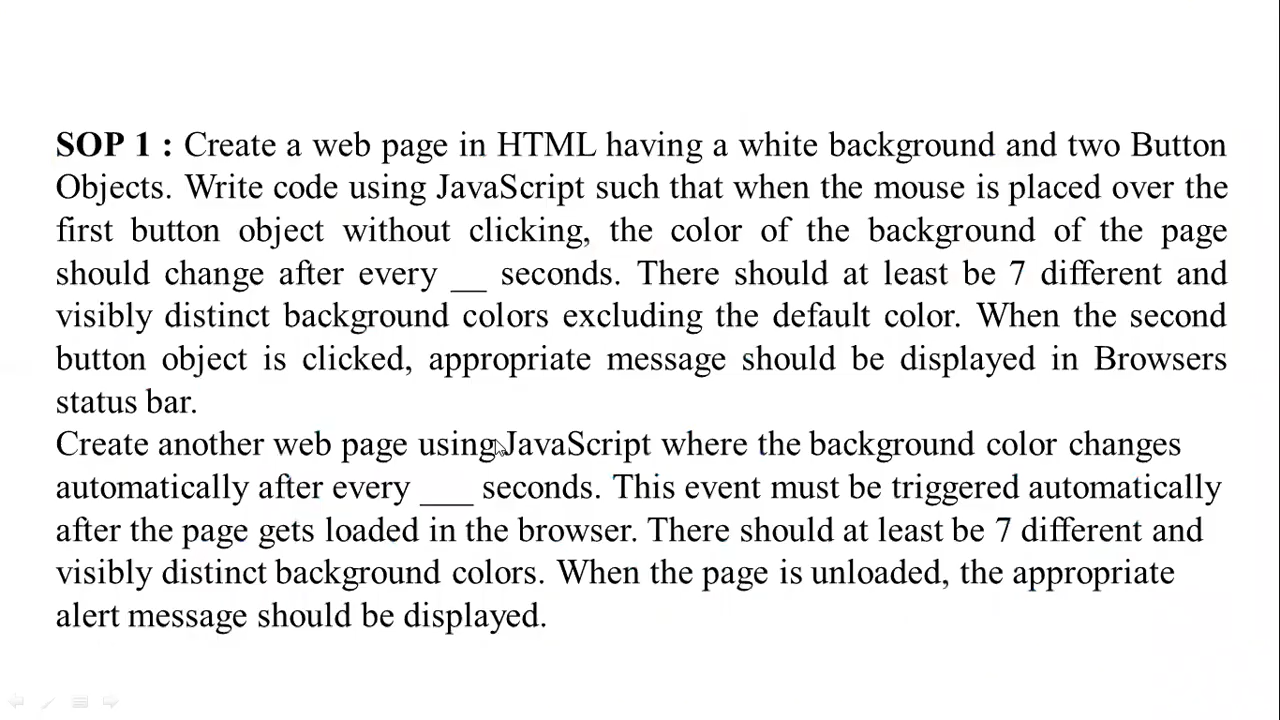 SOP 1 : Create a web page in HTML having a white background and two Button
Objects. Write code using JavaScript such that when the mouse is placed over the
first button object without clicking, the color of the background of the page
should change after every __ seconds. There should at least be 7 different and
visibly distinct background colors excluding the default color. When the second
button object is clicked, appropriate message should be displayed in Browsers
status bar.
Create another web page using JavaScript where the background color changes
automatically after every ___ seconds. This event must be triggered automatically
after the page gets loaded in the browser. There should at least be 7 different and
visibly distinct background colors. When the page is unloaded, the appropriate
alert message should be displayed.